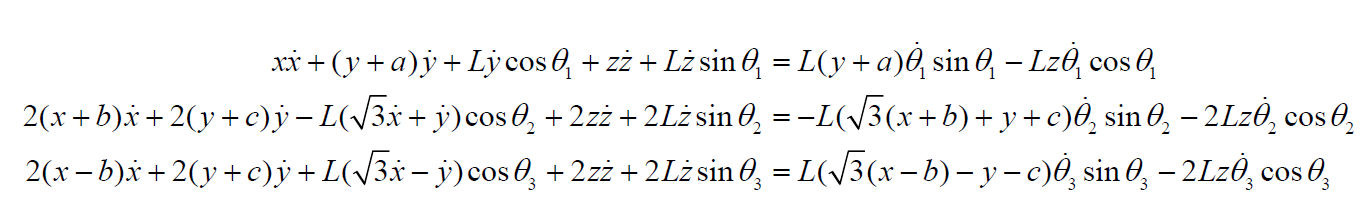 xẋ + (y + a)ẏ + Lẏ cos θ₁ + zż + Lż sin θ₁ = L(y + a)θ̇₁ sin θ₁ − Lzθ̇₁ cos θ₁
2(x + b)ẋ + 2(y + c)ẏ − L(√3ẋ + ẏ) cos θ₂ + 2zż + 2Lż sin θ₂ = −L(√3(x + b) + y + c)θ̇₂ sin θ₂ − 2Lzθ̇₂ cos θ₂
2(x − b)ẋ + 2(y + c)ẏ + L(√3ẋ − ẏ) cos θ₃ + 2zż + 2Lż sin θ₃ = L(√3(x − b) − y − c)θ̇₃ sin θ₃ − 2Lzθ̇₃ cos θ₃